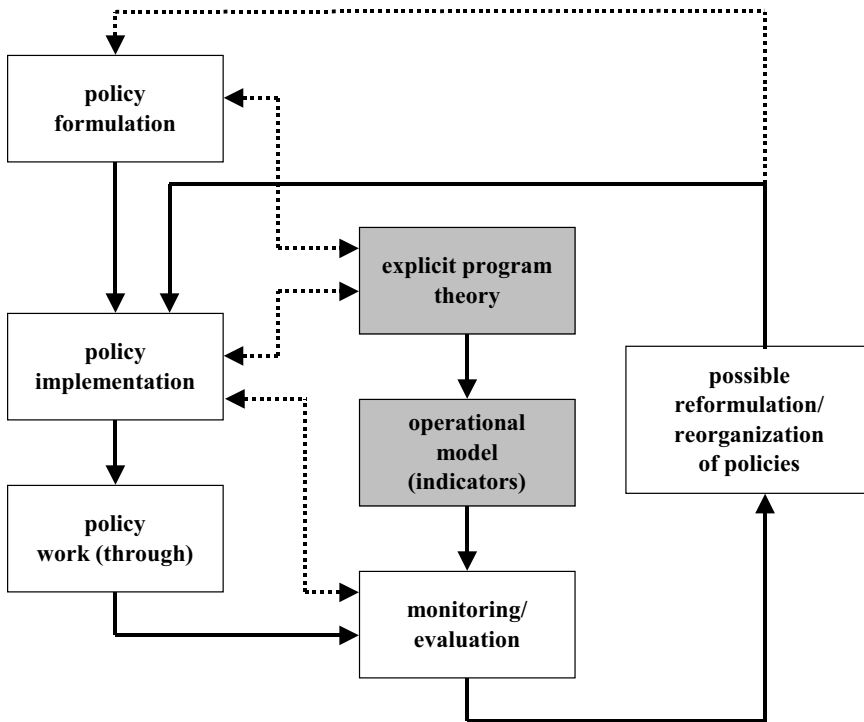 policy
formulation
explicit program
theory
policy
implementation
possible
reformulation/
reorganization
of policies
operational
model
(indicators)
policy
work (through)
monitoring/
evaluation